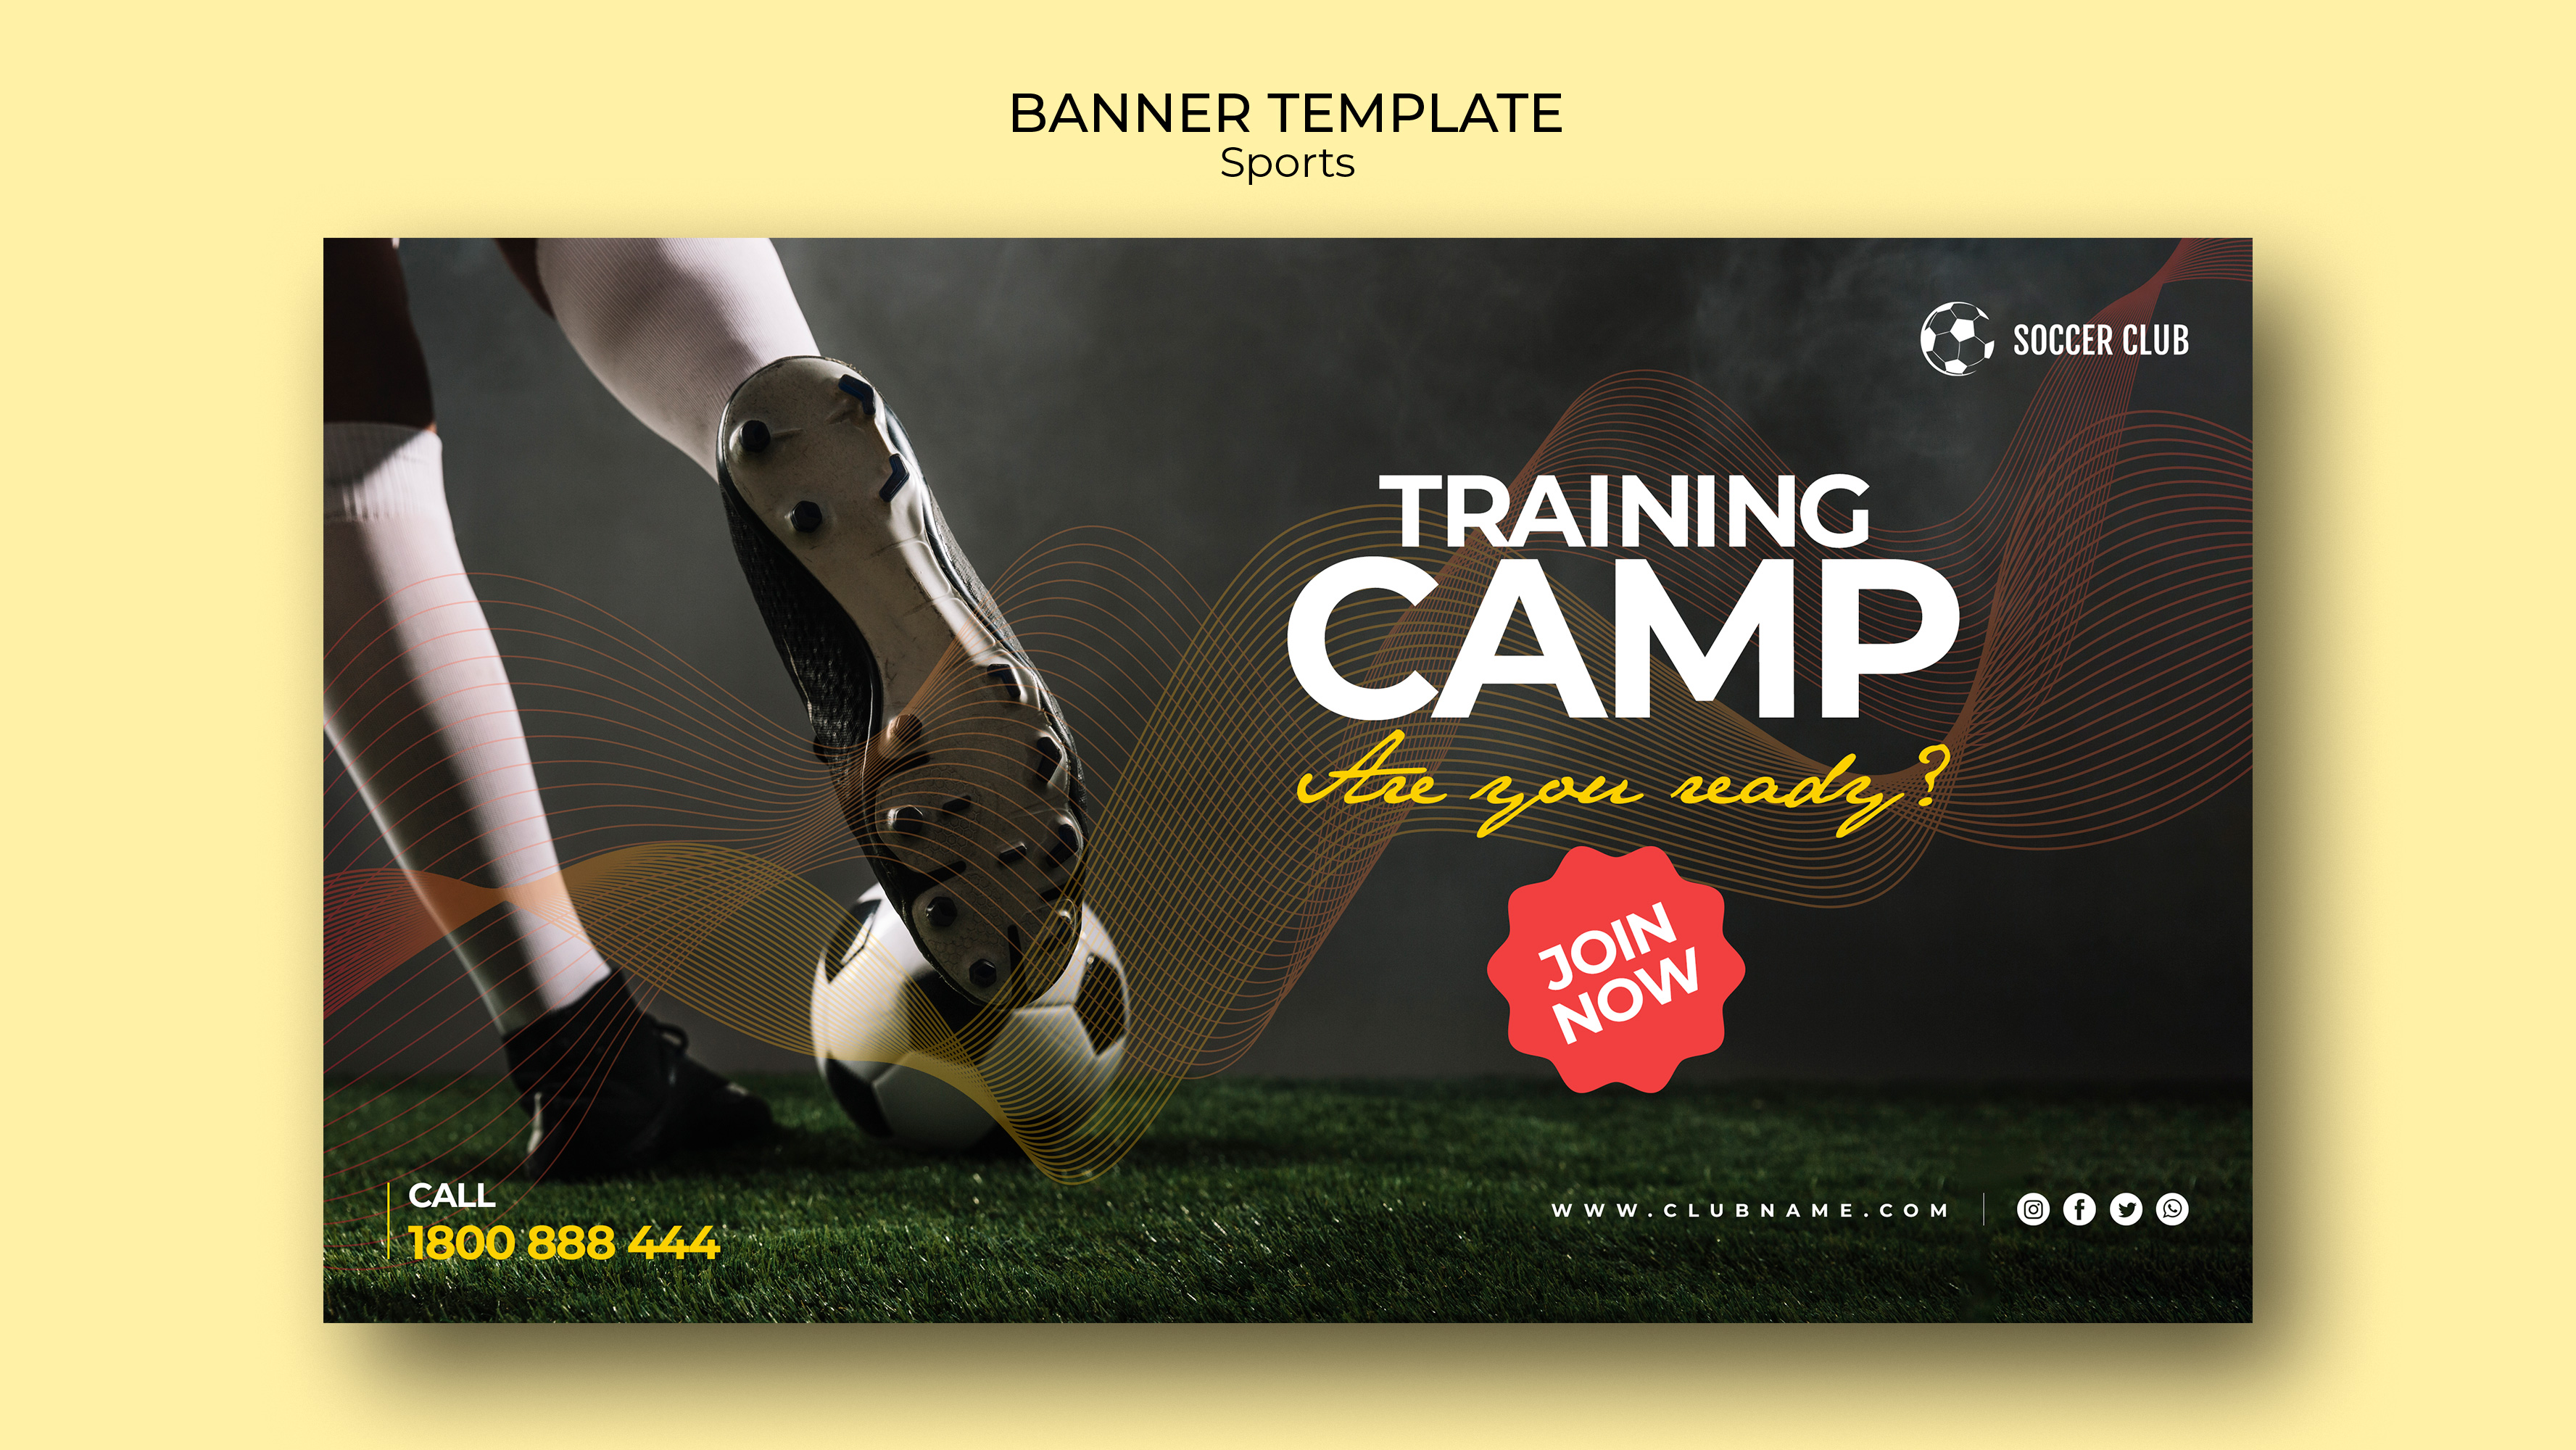 BANNER TEMPLATE
Sports
SOCCER CLUB
TRAINING
CAMP
Are you ready?
JOIN
NOW
CALL
1800 888 444
WWW.CLUBNAME.COM